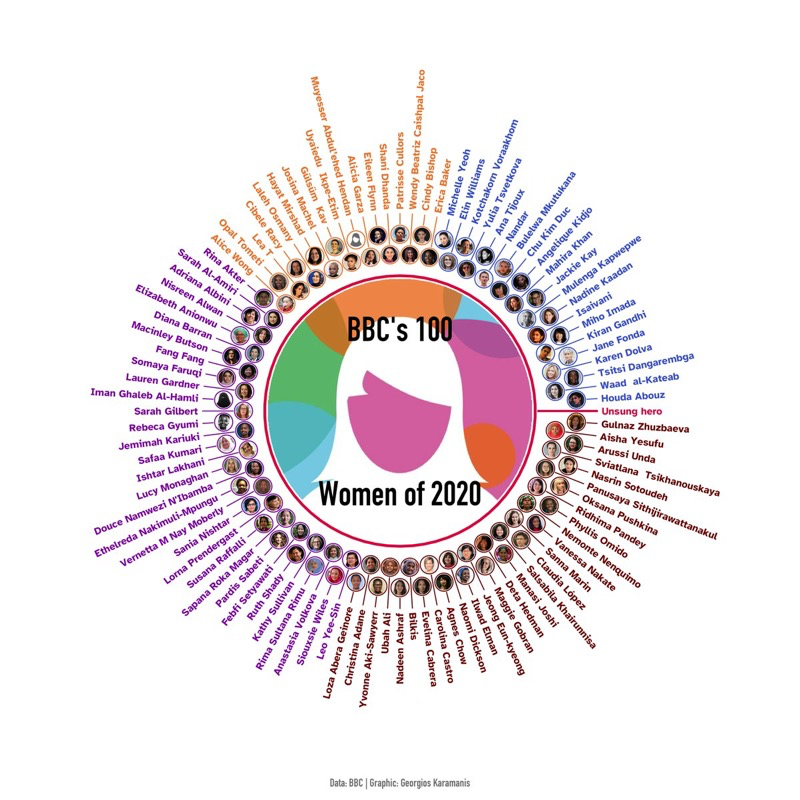 BBC's 100
Women of 2020
Alice Wong
Opal Tometi
Lea T
Cibele Racy
Laleh Osmany
Hayat Mirshad
Josina Machel
Gülsüm Kav
Uyaiedu Ikpe-Etim
Muyesser Abdul'ehed Hendan
Alicia Garza
Eileen Flynn
Shani Dhanda
Patrisse Cullors
Wendy Beatriz Caishpal Jaco
Cindy Bishop
Erica Baker
Michelle Yeoh
Elin Williams
Kotchakorn Voraakhom
Yulia Tsvetkova
Ana Tijoux
Nandar
Bulelwa Mkutukana
Chu Kim Duc
Angelique Kidjo
Mahira Khan
Jackie Kay
Mulenga Kapwepwe
Nadine Kaadan
Isaivani
Miho Imada
Kiran Gandhi
Jane Fonda
Karen Dolva
Tsitsi Dangarembga
Waad al-Kateab
Houda Abouz
Unsung hero
Gulnaz Zhuzbaeva
Aisha Yesufu
Arussi Unda
Sviatlana Tsikhanouskaya
Nasrin Sotoudeh
Panusaya Sithijirawattanakul
Oksana Pushkina
Ridhima Pandey
Phyllis Omido
Nemonte Nenquimo
Vanessa Nakate
Sanna Marin
Claudia López
Salsabila Khairunnisa
Manasi Joshi
Deta Hedman
Maggie Gobran
Jeong Eun-kyeong
Ilwad Elman
Naomi Dickson
Agnes Chow
Carolina Castro
Evelina Cabrera
Bilkis
Nadeen Ashraf
Ubah Ali
Yvonne Aki-Sawyerr
Christina Adane
Loza Abera Geinore
Leo Yee-Sin
Siouxsie Wiles
Anastasia Volkova
Rima Sultana Rimu
Kathy Sullivan
Ruth Shady
Febfi Setyawati
Pardis Sabeti
Sapana Roka Magar
Susana Raffalli
Lorna Prendergast
Sania Nishtar
Vernetta M Nay Moberly
Ethelreda Nakimuli-Mpungu
Douce Namwezi N'Ibamba
Lucy Monaghan
Ishtar Lakhani
Safaa Kumari
Jemimah Kariuki
Rebeca Gyumi
Sarah Gilbert
Iman Ghaleb Al-Hamli
Lauren Gardner
Somaya Faruqi
Fang Fang
Macinley Butson
Diana Barran
Elizabeth Anionwu
Nisreen Alwan
Adriana Albini
Sarah Al-Amiri
Rina Akter
Data: BBC | Graphic: Georgios Karamanis